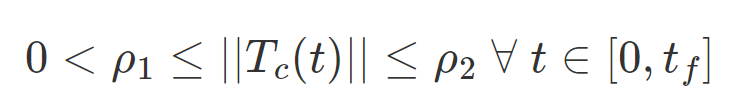 0 < ρ₁ ≤ ||T_c(t)|| ≤ ρ₂ ∀ t ∈ [0, t_f]